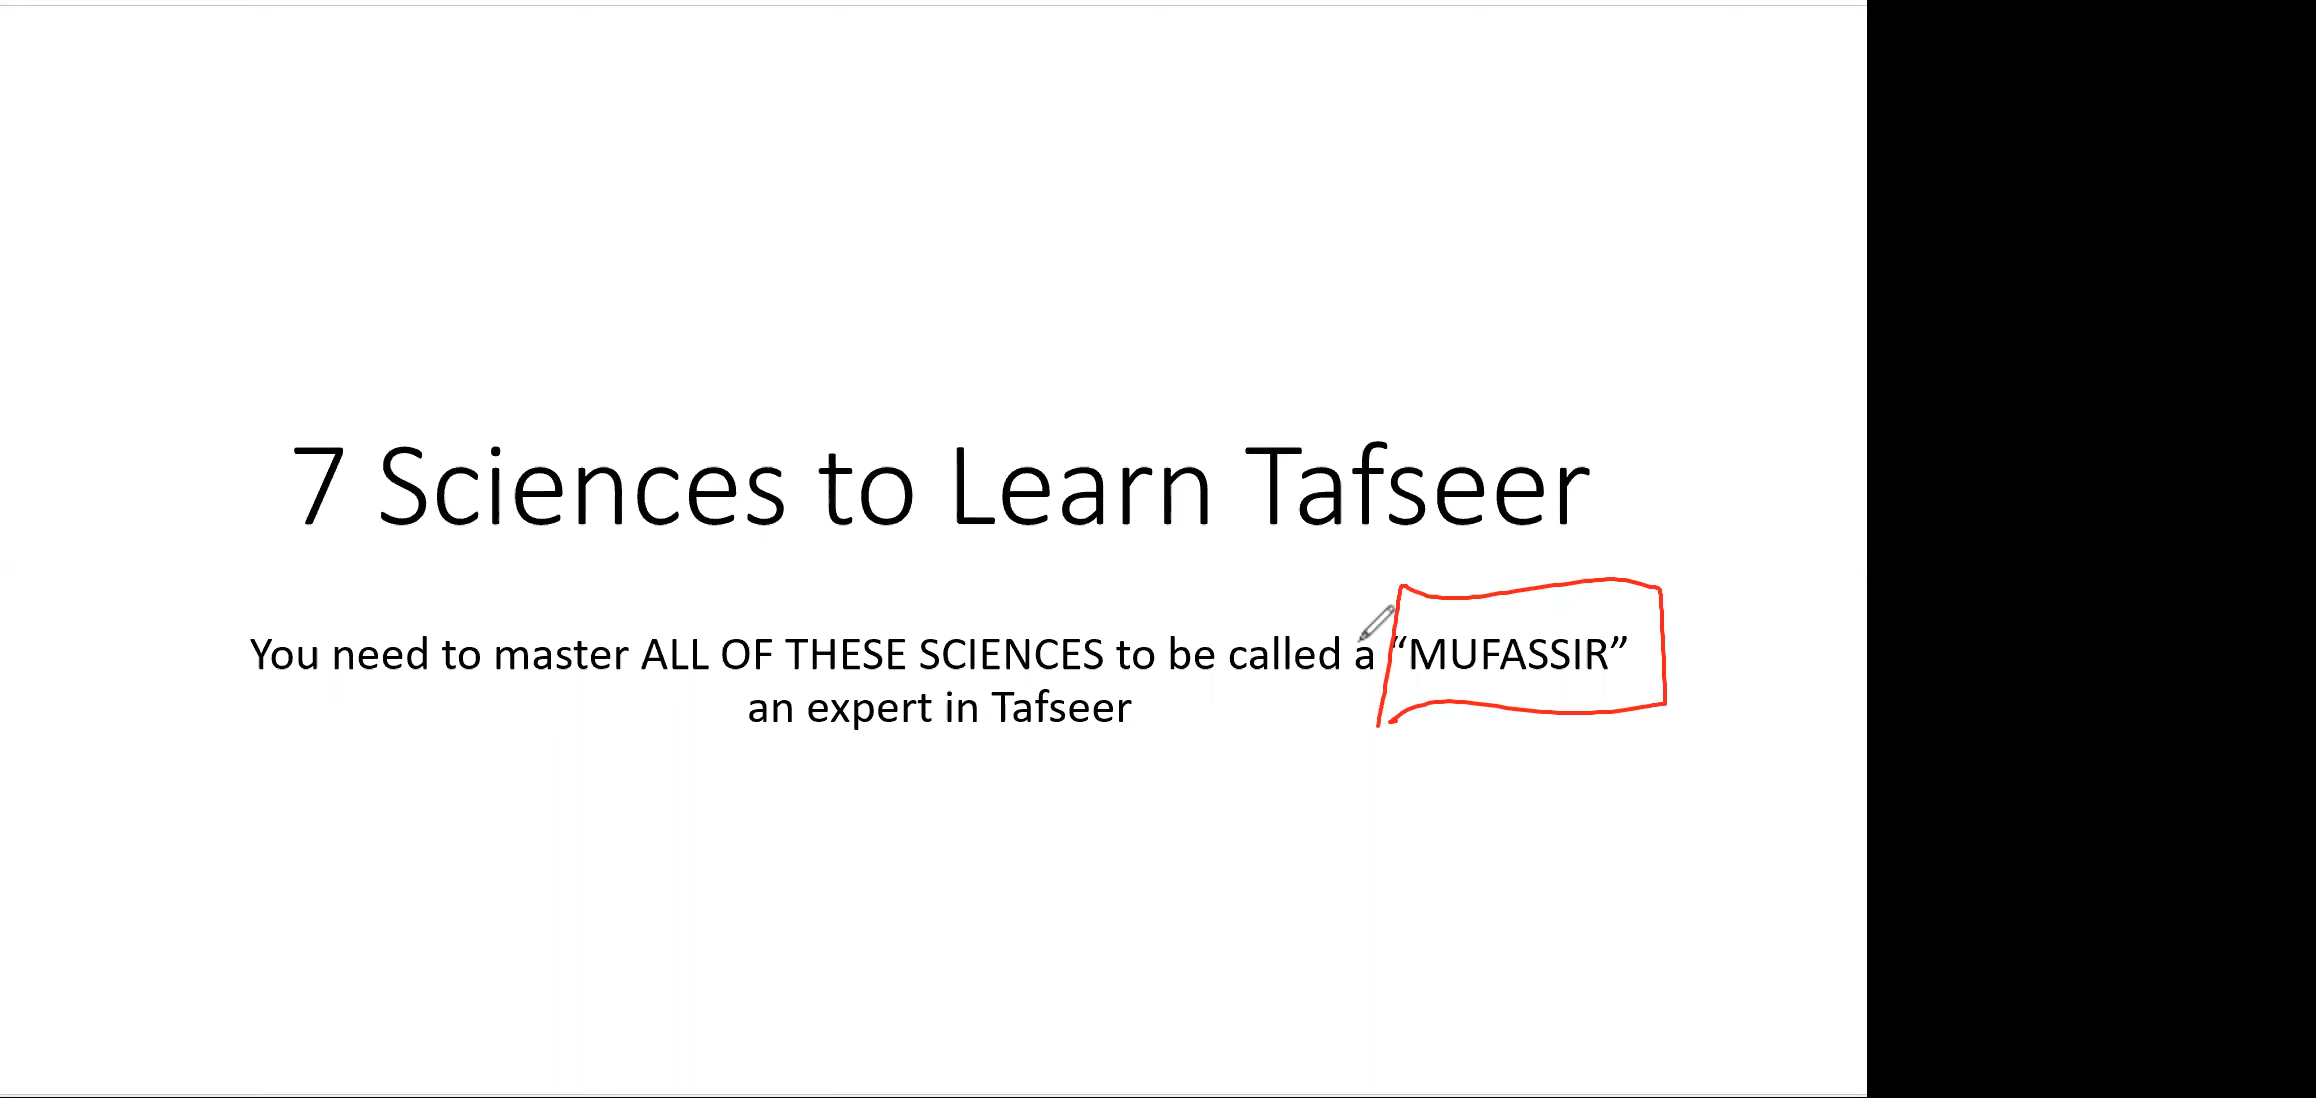 7 Sciences to Learn Tafseer
You need to master ALL OF THESE SCIENCES to be called a “MUFASSIR”
an expert in Tafseer